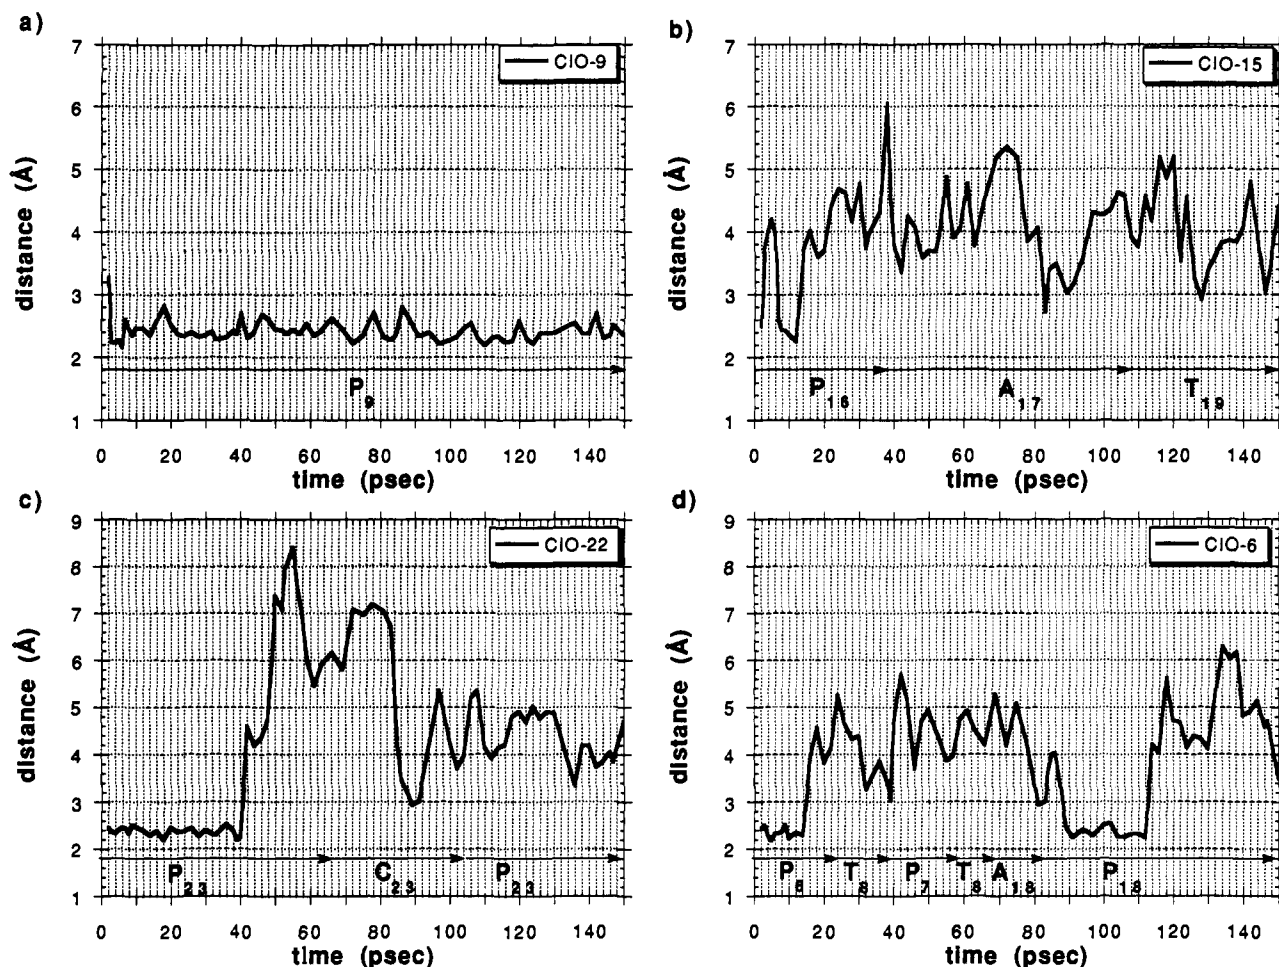 a)
7
6
5
4
3
2
1
distance (Å)
ClO-9
P9
0 20 40 60 80 100 120 140
time (psec)
b)
7
6
5
4
3
2
1
distance (Å)
ClO-15
P16 A17 T19
0 20 40 60 80 100 120 140
time (psec)
c)
9
8
7
6
5
4
3
2
1
distance (Å)
ClO-22
P23 C23 P23
0 20 40 60 80 100 120 140
time (psec)
d)
9
8
7
6
5
4
3
2
1
distance (Å)
ClO-6
P6 T8 P7 T8 A18 P18
0 20 40 60 80 100 120 140
time (psec)